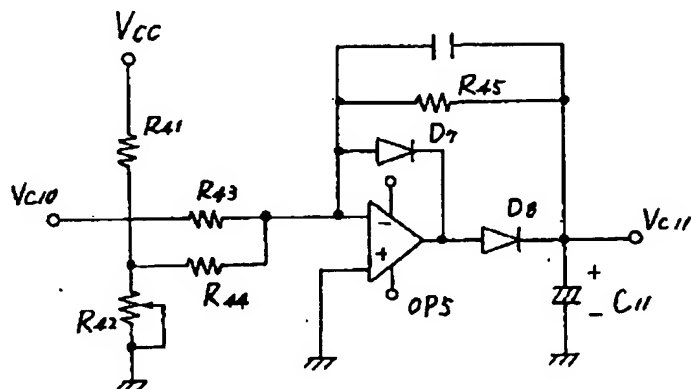 Vcc
R45
R41
D7
Vc10
R43
D8
Vc11
−
+
R44
R42
OP5
+
−
C11